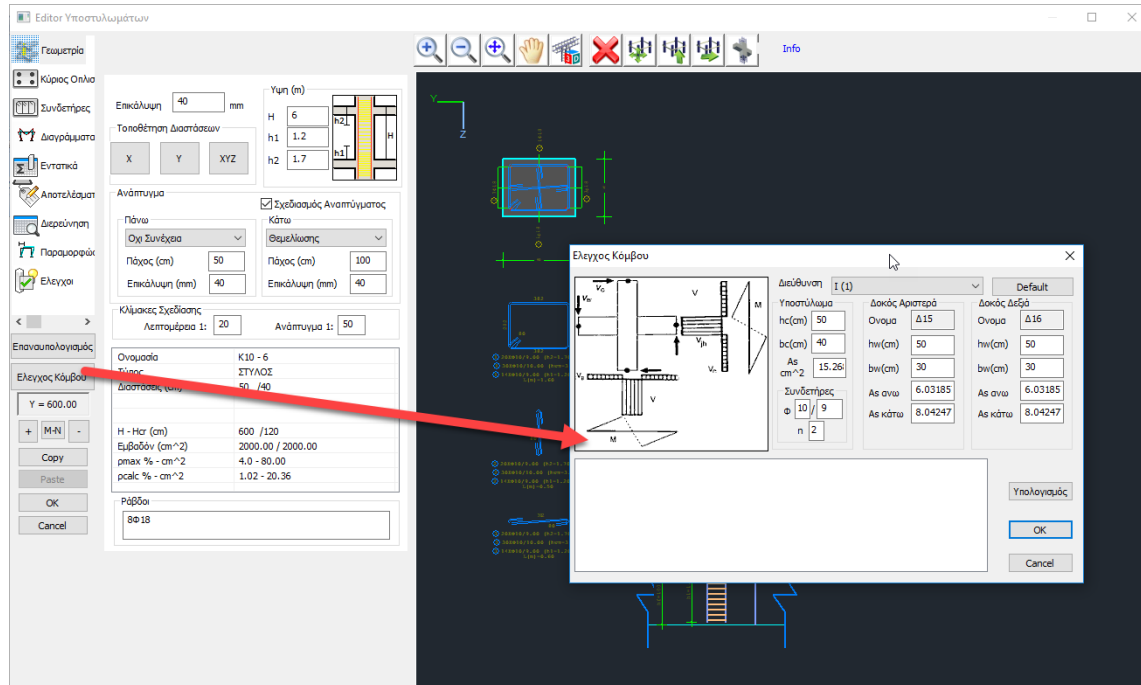 Editor Υποστυλωμάτων
Info
Γεωμετρία
Κύριος Οπλισ
Συνδετήρες
Διαγράμματα
Εντατικά
Αποτελέσματ
Διερεύνηση
Παραμορφώ
Ελεγχοι
Επαναυπολογισμός
Ελεγχος Κόμβου
Y = 600.00
+ M-N -
Copy
Paste
OK
Cancel
Επικάλυψη 40 mm
Τοποθέτηση Διαστάσεων
X Y XYZ
Υψη (m)
H 6
h1 1.2
h2 1.7
h2
H
h1
Ανάπτυγμα
Σχεδιασμός Αναπτύγματος
Πάνω
Οχι Συνέχεια
Πάχος (cm) 50
Επικάλυψη (mm) 40
Κάτω
Θεμελίωσης
Πάχος (cm) 100
Επικάλυψη (mm) 40
Κλίμακες Σχεδίασης
Λεπτομέρεια 1: 20 Ανάπτυγμα 1: 50
Ονομασία K10 - 6
Τύπος ΣΤΥΛΟΣ
Διαστάσεις (cm) 50 /40
H - Hcr (cm) 600 /120
Εμβαδόν (cm^2) 2000.00 / 2000.00
ρmax % - cm^2 4.0 - 80.00
ρcalc % - cm^2 1.02 - 20.36
Ράβδοι
8Φ18
Y
Z
Ελεγχος Κόμβου
V
M
V
M
Διεύθυνση I (1) Default
Υποστύλωμα
hc(cm) 50
bc(cm) 40
As cm^2 15.26
Συνδετήρες
Φ 10 / 9
n 2
Δοκός Αριστερά
Ονομα Δ15
hw(cm) 50
bw(cm) 30
As ανω 6.03185
As κάτω 8.04247
Δοκός Δεξιά
Ονομα Δ16
hw(cm) 50
bw(cm) 30
As ανω 6.03185
As κάτω 8.04247
Υπολογισμός
OK
Cancel